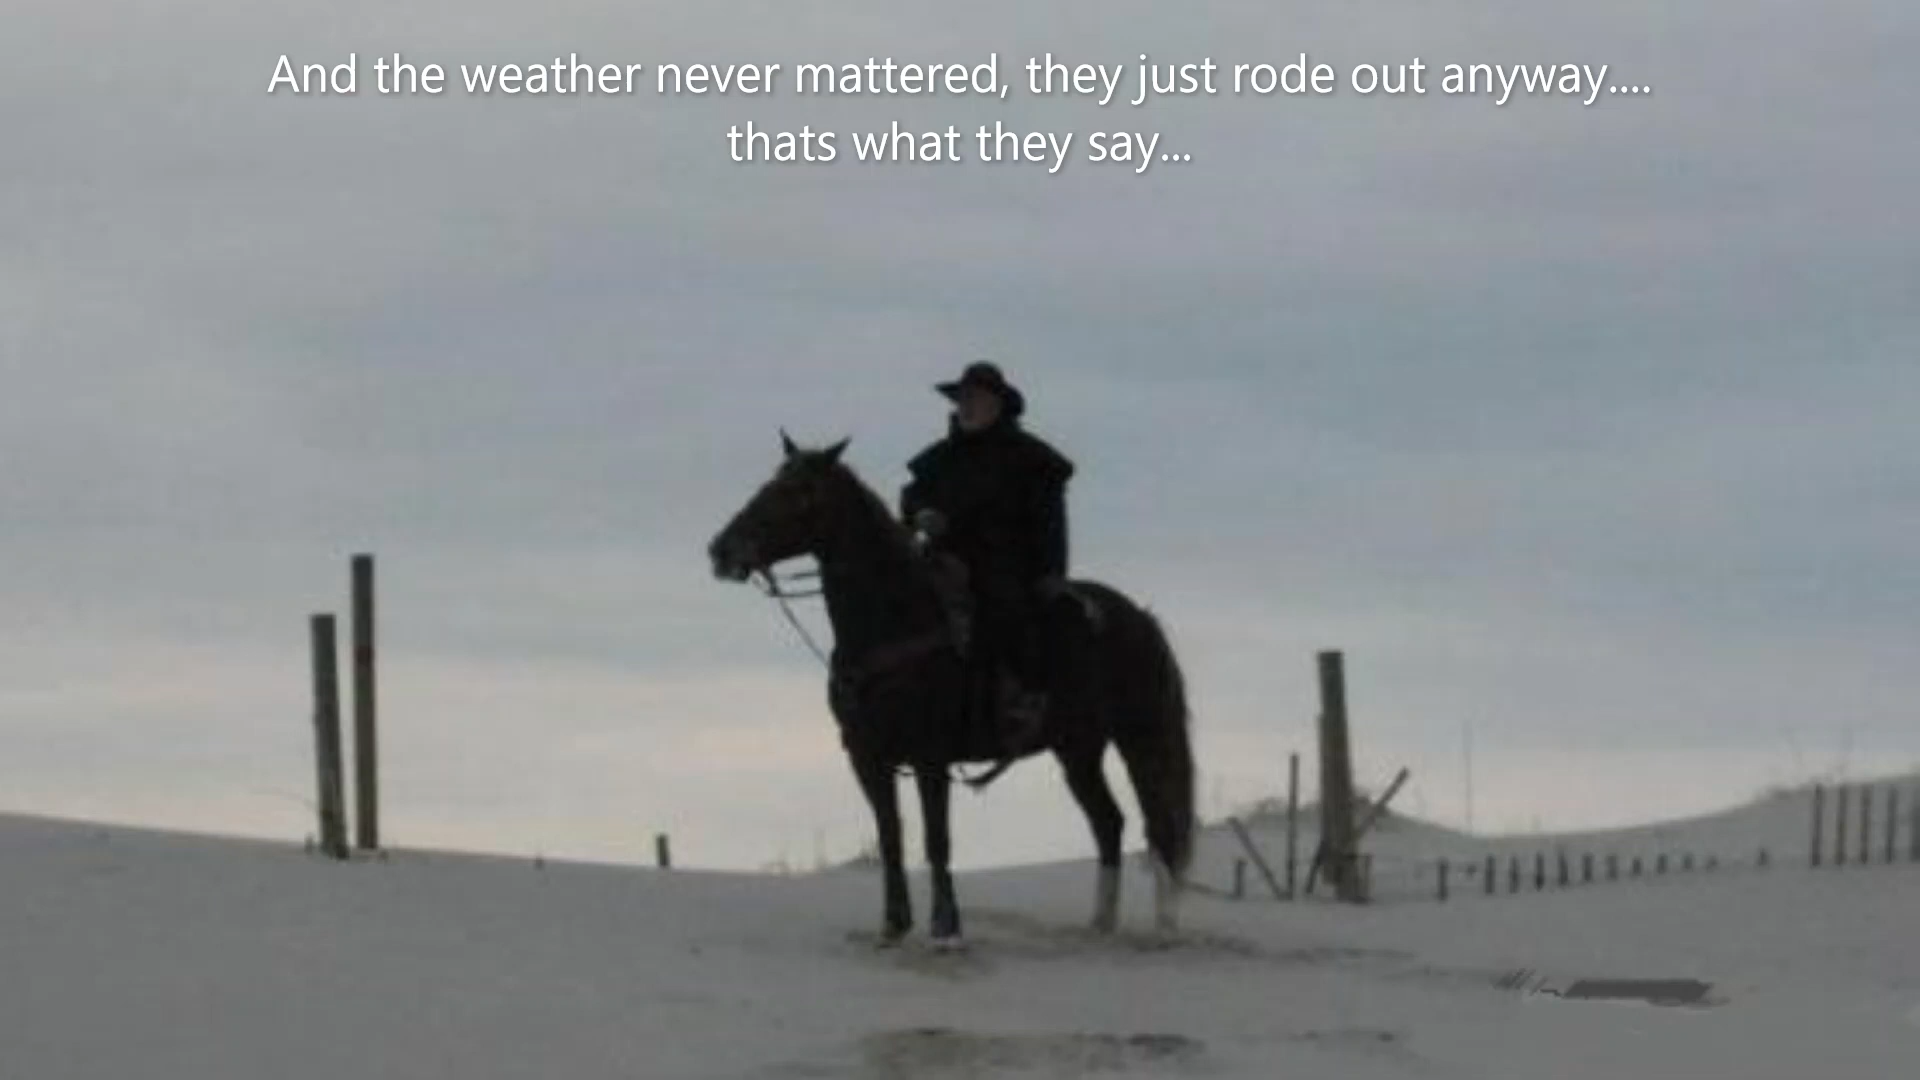 And the weather never mattered, they just rode out anyway....
thats what they say...